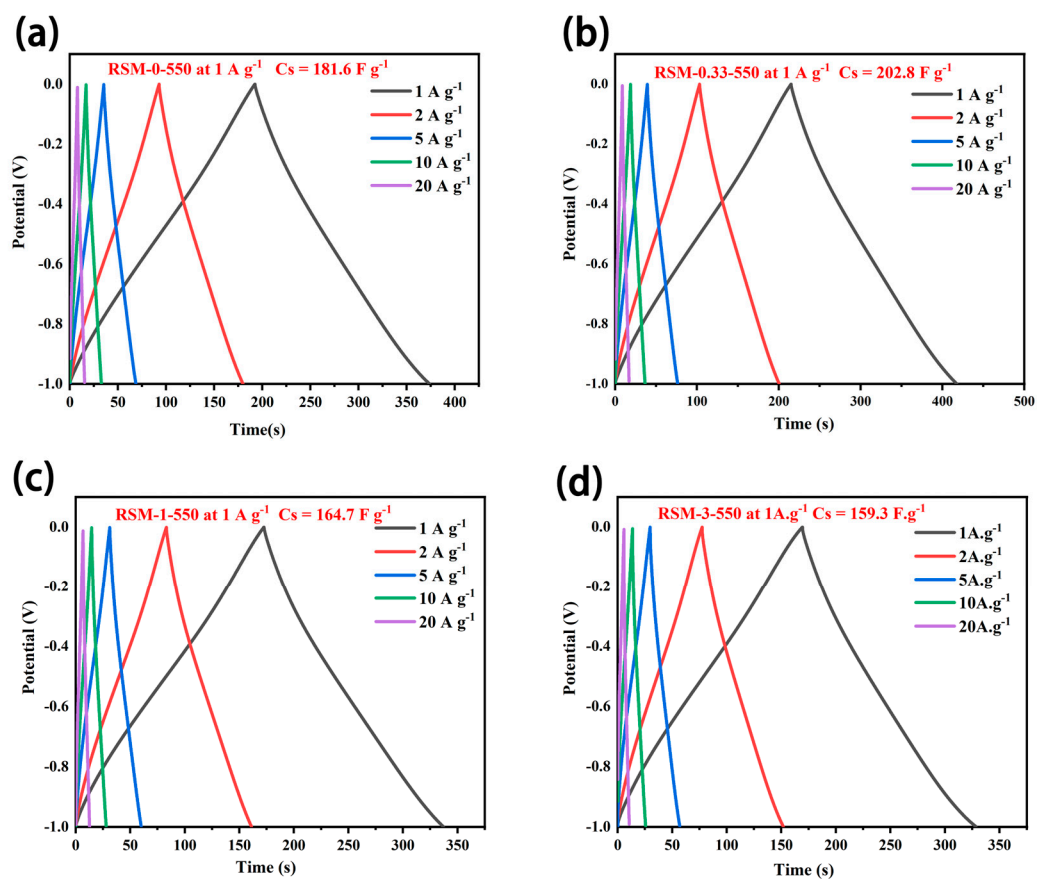 (a)
RSM-0-550 at 1 A g⁻¹   Cs = 181.6 F g⁻¹
1 A g⁻¹
2 A g⁻¹
5 A g⁻¹
10 A g⁻¹
20 A g⁻¹
Potential (V)
0.0
-0.2
-0.4
-0.6
-0.8
-1.0
0 50 100 150 200 250 300 350 400
Time(s)
(b)
RSM-0.33-550 at 1 A g⁻¹  Cs = 202.8 F g⁻¹
1 A g⁻¹
2 A g⁻¹
5 A g⁻¹
10 A g⁻¹
20 A g⁻¹
Potential (V)
0.0
-0.2
-0.4
-0.6
-0.8
-1.0
0 100 200 300 400 500
Time (s)
(c)
RSM-1-550 at 1 A g⁻¹  Cs = 164.7 F g⁻¹
1 A g⁻¹
2 A g⁻¹
5 A g⁻¹
10 A g⁻¹
20 A g⁻¹
Potential (V)
0.0
-0.2
-0.4
-0.6
-0.8
-1.0
0 50 100 150 200 250 300 350
Time (s)
(d)
RSM-3-550 at 1A.g⁻¹ Cs = 159.3 F.g⁻¹
1A.g⁻¹
2A.g⁻¹
5A.g⁻¹
10A.g⁻¹
20A.g⁻¹
Potential (V)
0.0
-0.2
-0.4
-0.6
-0.8
-1.0
0 50 100 150 200 250 300 350
Time (s)